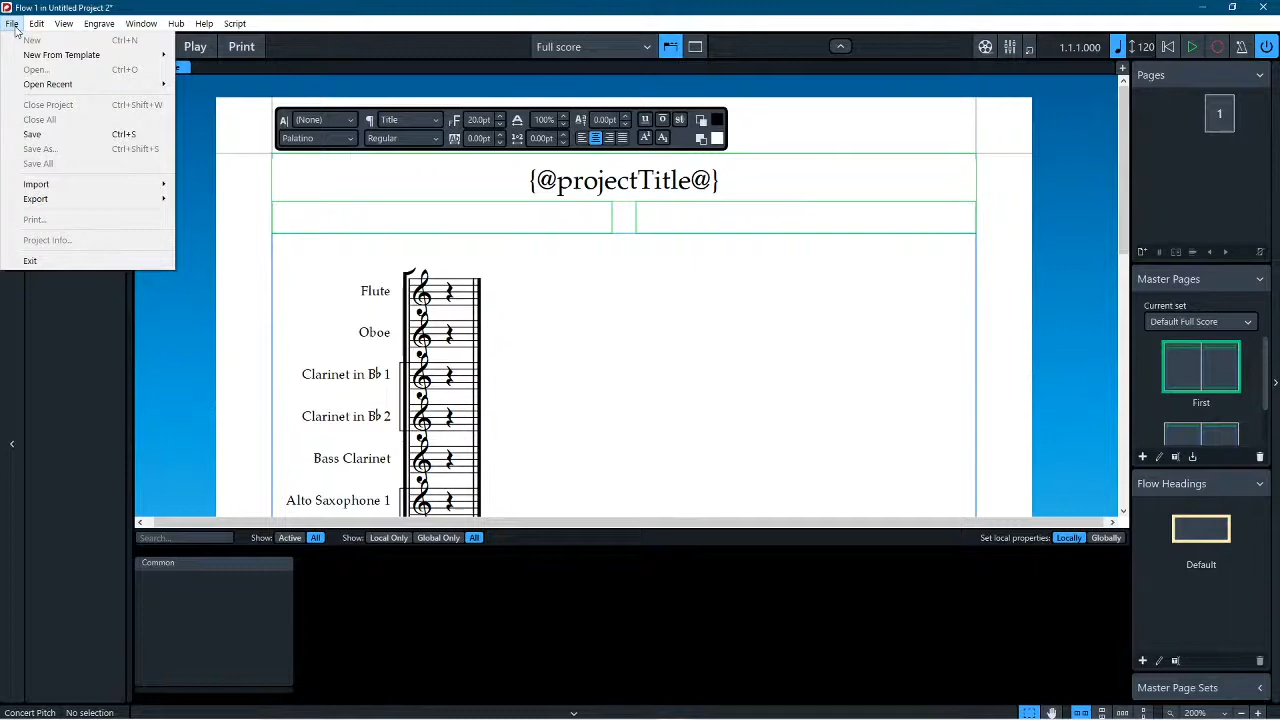 Flow 1 in Untitled Project 2*
File Edit View Engrave Window Hub Help Script
New Ctrl+N
New From Template
Open... Ctrl+O
Open Recent
Close Project Ctrl+Shift+W
Close All
Save Ctrl+S
Save As... Ctrl+Shift+S
Save All
Import
Export
Print...
Project Info...
Exit
Play Print
Full score
1.1.1.000
120
(None) Title 20.0pt 100% 0.00pt
Palatino Regular 0.00pt 0.00pt
{@projectTitle@}
Flute
Oboe
Clarinet in B♭ 1
Clarinet in B♭ 2
Bass Clarinet
Alto Saxophone 1
Pages
1
Master Pages
Current set
Default Full Score
First
Flow Headings
Default
Master Page Sets
Search... Show: Active All Show: Local Only Global Only All Set local properties: Locally Globally
Common
Concert Pitch No selection
200%